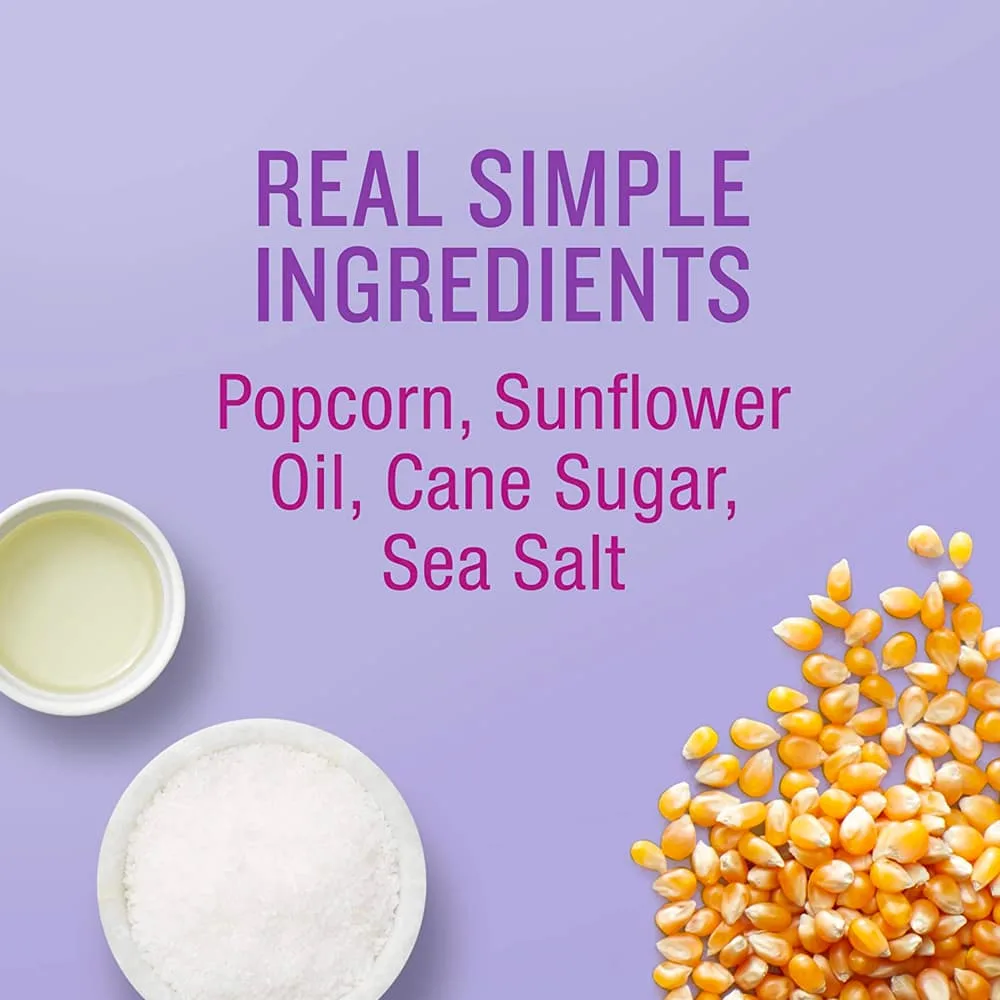 REAL SIMPLE
INGREDIENTS
Popcorn, Sunflower
Oil, Cane Sugar,
Sea Salt